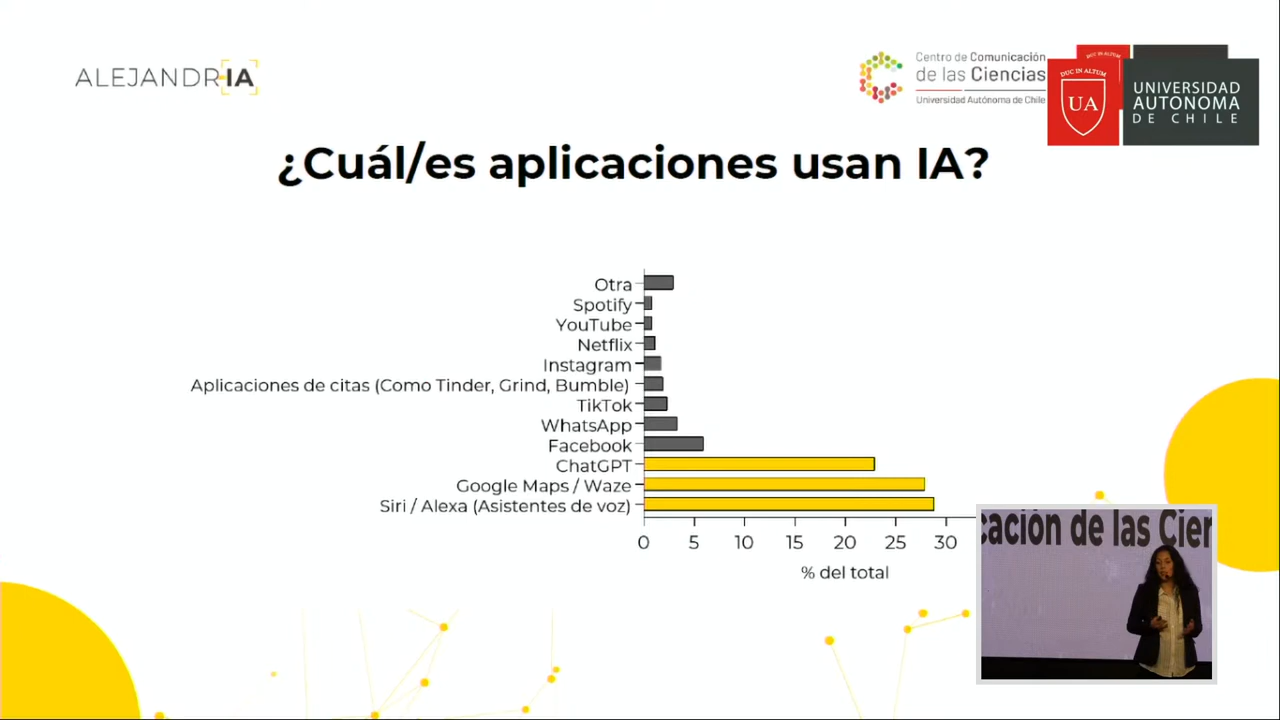 ALEJANDRIA
Centro de Comunicación
de las Ciencias
Universidad Autónoma de Chile
DUC IN ALTUM
DUC IN ALTUM
UA
UNIVERSIDAD
AUTONOMA
DE CHILE
¿Cuál/es aplicaciones usan IA?
Otra
Spotify
YouTube
Netflix
Instagram
Aplicaciones de citas (Como Tinder, Grind, Bumble)
TikTok
WhatsApp
Facebook
ChatGPT
Google Maps / Waze
Siri / Alexa (Asistentes de voz)
0 5 10 15 20 25 30
% del total
cación de las Cier